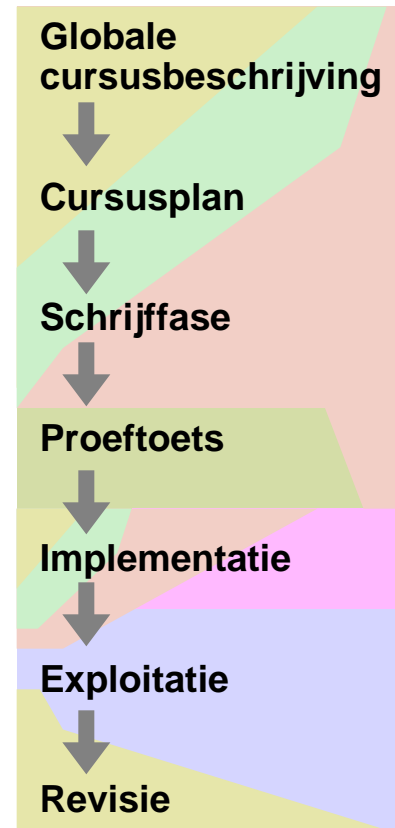 Globale
cursusbeschrijving
Cursusplan
Schrijffase
Proeftoets
Implementatie
Exploitatie
Revisie